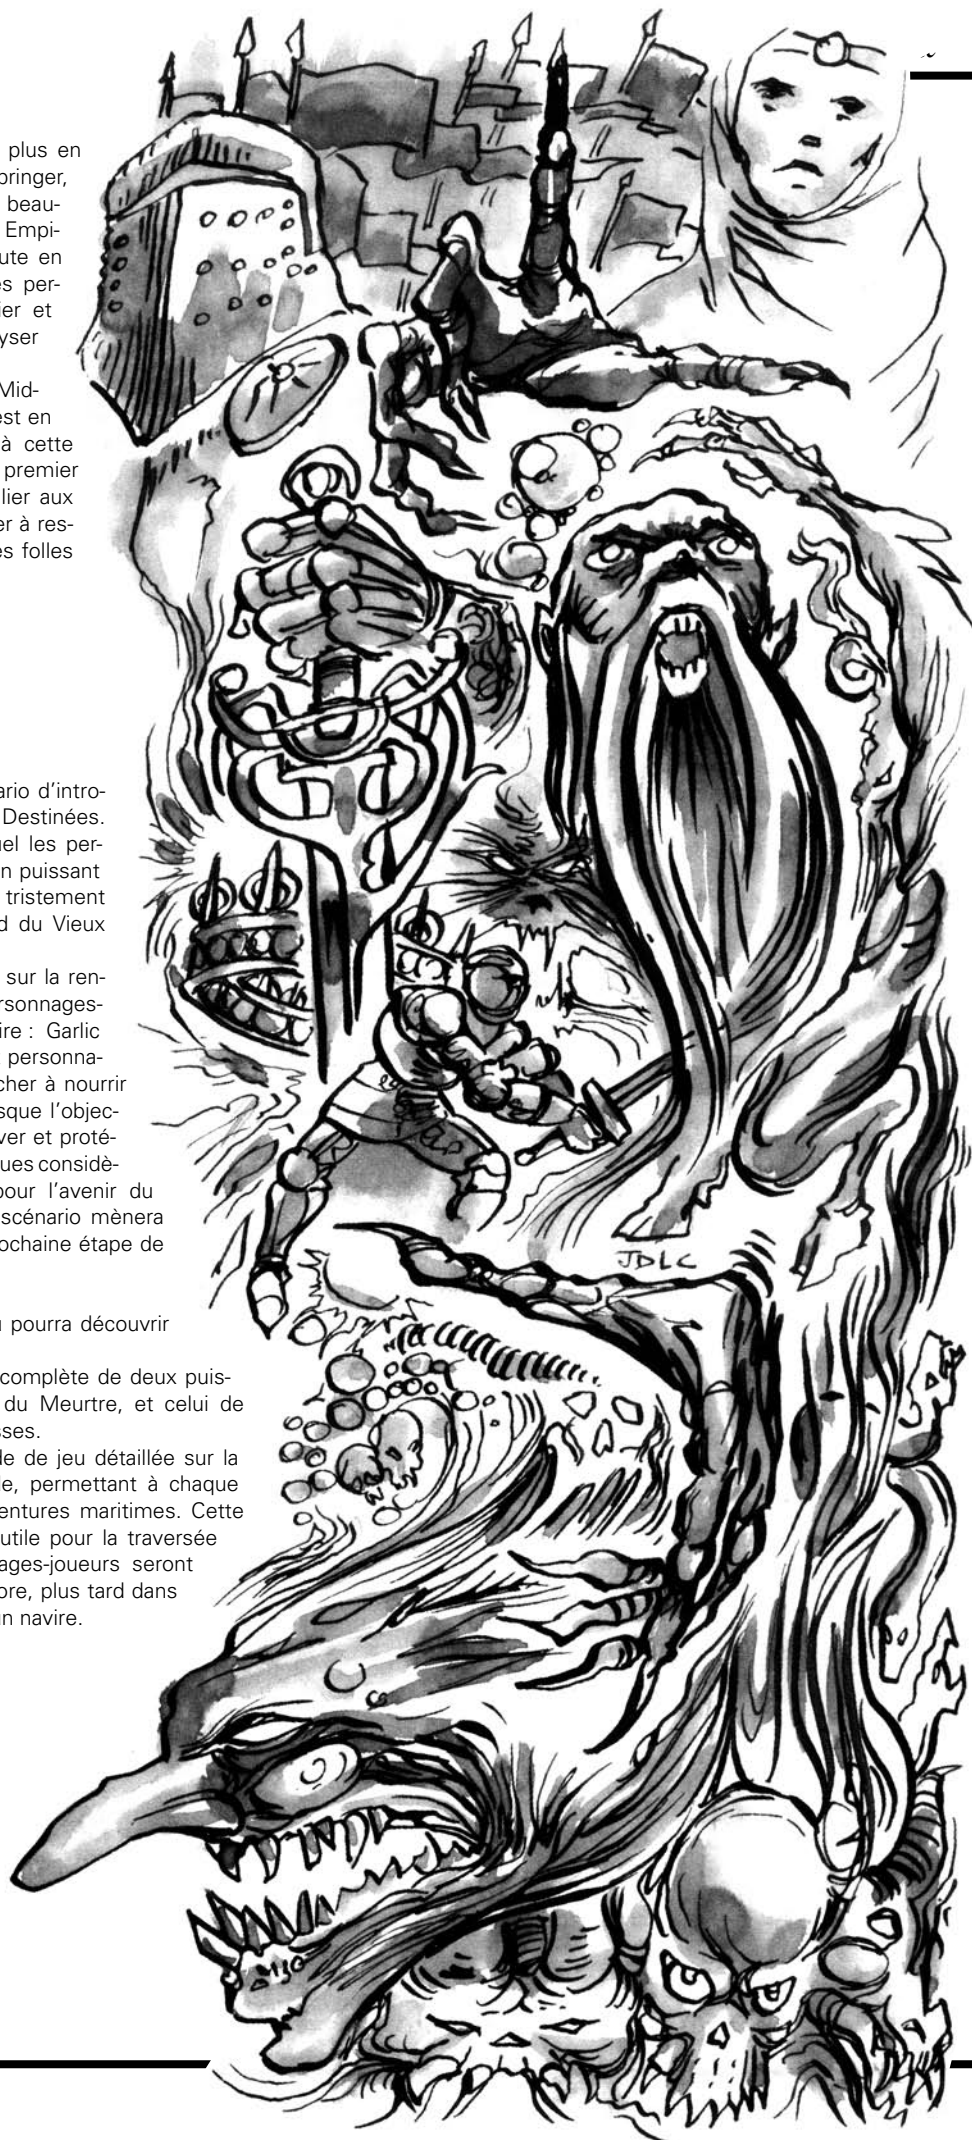 plus en
pringer,
beau-
Empi-
ute en
es per-
ier et
yser
Mid-
est en
à cette
premier
lier aux
er à res-
es folles
ario d'intro-
Destinées.
uel les per-
n puissant
tristement
d du Vieux
sur la ren-
ersonnages-
ire : Garlic
personna-
cher à nourrir
sque l'objec-
ver et proté-
ues considè-
pour l'avenir du
scénario mènera
ochaine étape de
u pourra découvrir
complète de deux puis-
du Meurtre, et celui de
sses.
de de jeu détaillée sur la
le, permettant à chaque
entures maritimes. Cette
utile pour la traversée
ages-joueurs seront
ore, plus tard dans
un navire.
JDLC